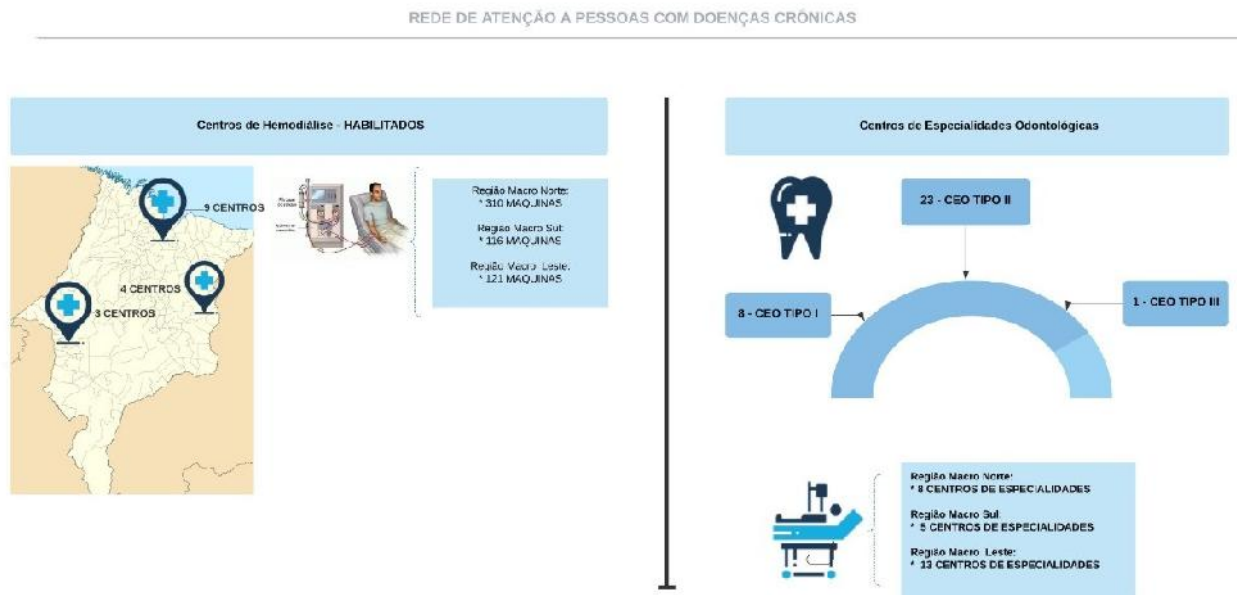 REDE DE ATENÇÃO A PESSOAS COM DOENÇAS CRÔNICAS
Centros de Hemodiálise - HABILITADOS
9 CENTROS
4 CENTROS
3 CENTROS
Região Macro Norte:
* 310 MAQUINAS
Região Macro Sul:
* 116 MAQUINAS
Região Macro Leste:
* 121 MAQUINAS
Centros de Especialidades Odontológicas
23 - CEO TIPO II
8 - CEO TIPO I
1 - CEO TIPO III
Região Macro Norte:
* 8 CENTROS DE ESPECIALIDADES
Região Macro Sul:
* 5 CENTROS DE ESPECIALIDADES
Região Macro Leste:
* 13 CENTROS DE ESPECIALIDADES